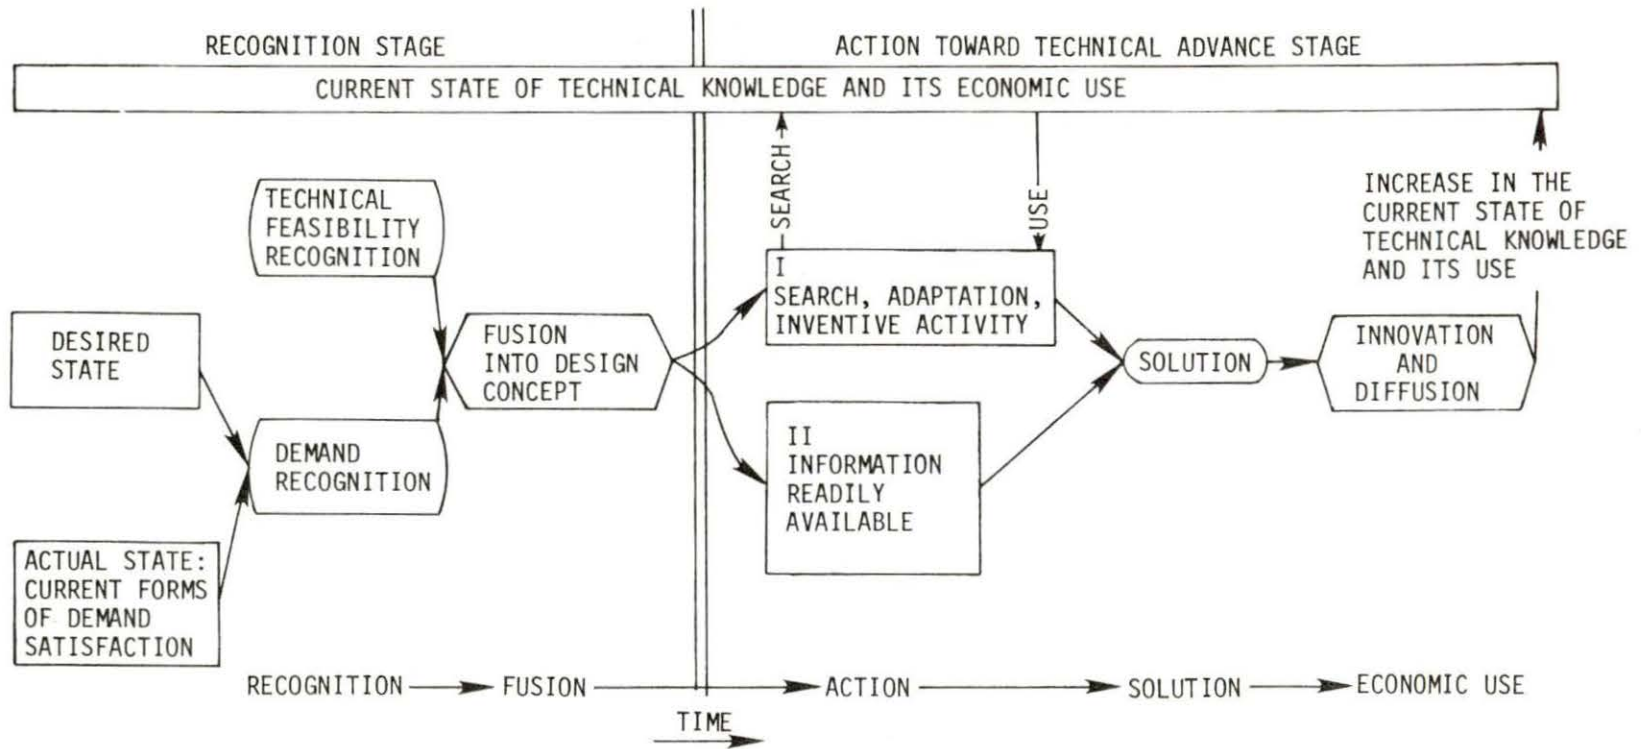 RECOGNITION STAGE
ACTION TOWARD TECHNICAL ADVANCE STAGE
CURRENT STATE OF TECHNICAL KNOWLEDGE AND ITS ECONOMIC USE
TECHNICAL
FEASIBILITY
RECOGNITION
DESIRED
STATE
DEMAND
RECOGNITION
ACTUAL STATE:
CURRENT FORMS
OF DEMAND
SATISFACTION
FUSION
INTO DESIGN
CONCEPT
SEARCH
USE
I
SEARCH, ADAPTATION,
INVENTIVE ACTIVITY
II
INFORMATION
READILY
AVAILABLE
SOLUTION
INNOVATION
AND
DIFFUSION
INCREASE IN THE
CURRENT STATE OF
TECHNICAL KNOWLEDGE
AND ITS USE
RECOGNITION FUSION ACTION SOLUTION ECONOMIC USE
TIME